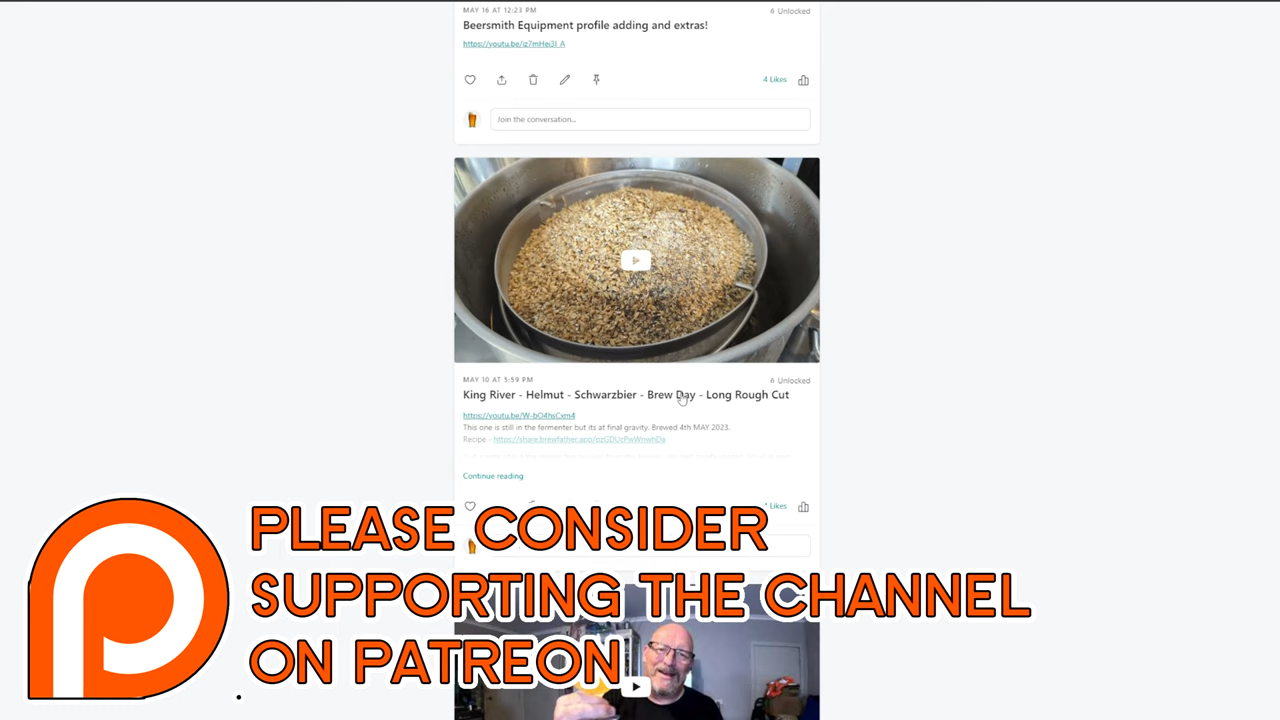 MAY 16 AT 12:23 PM
Unlocked
Beersmith Equipment profile adding and extras!
4 Likes
Join the conversation...
MAY 10 AT 5:59 PM
Unlocked
King River - Helmut - Schwarzbier - Brew Day - Long Rough Cut
This one is still in the fermenter but its at final gravity. Brewed 4th MAY 2023.
Recipe -
Continue reading
Likes
PLEASE CONSIDER
SUPPORTING THE CHANNEL
ON PATREON